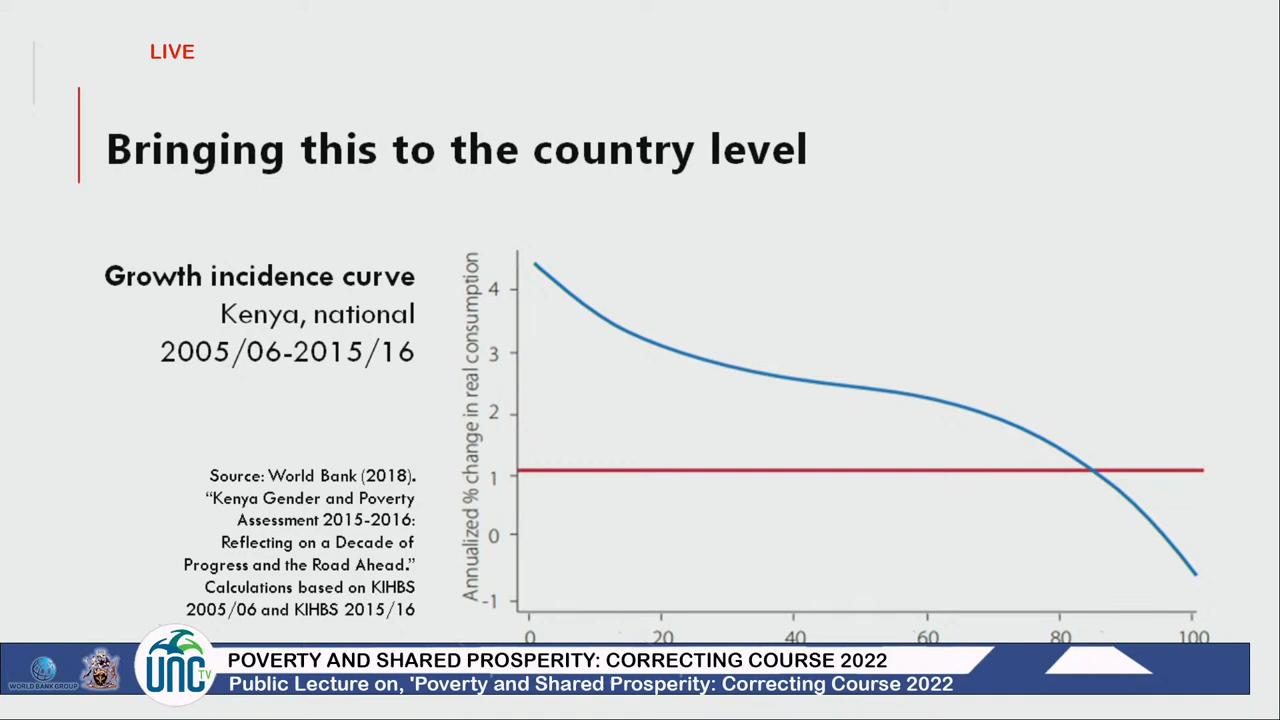 LIVE
Bringing this to the country level
Growth incidence curve
Kenya, national
2005/06-2015/16
Source: World Bank (2018).
“Kenya Gender and Poverty
Assessment 2015-2016:
Reflecting on a Decade of
Progress and the Road Ahead.”
Calculations based on KIHBS
2005/06 and KIHBS 2015/16
Annualized % change in real consumption
4
3
2
1
0
-1
0 20 40 60 80 100
WORLD BANK GROUP
UNC TV
POVERTY AND SHARED PROSPERITY: CORRECTING COURSE 2022
Public Lecture on, 'Poverty and Shared Prosperity: Correcting Course 2022